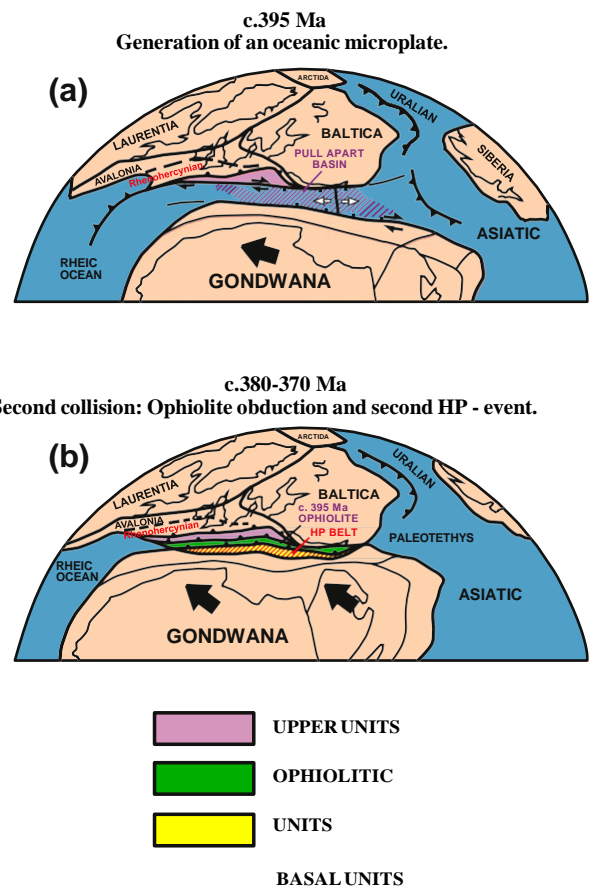 c.395 Ma
Generation of an oceanic microplate.
(a)
ARCTIDA
URALIAN
LAURENTIA
BALTICA
SIBERIA
PULL APART
BASIN
AVALONIA
Rhenohercynian
ASIATIC
RHEIC
OCEAN
GONDWANA
c.380-370 Ma
Second collision: Ophiolite obduction and second HP - event.
(b)
ARCTIDA
URALIAN
LAURENTIA
BALTICA
c. 395 Ma
OPHIOLITE
AVALONIA
Rhenohercynian
HP BELT
PALEOTETHYS
RHEIC
OCEAN
ASIATIC
GONDWANA
UPPER UNITS
OPHIOLITIC
UNITS
BASAL UNITS